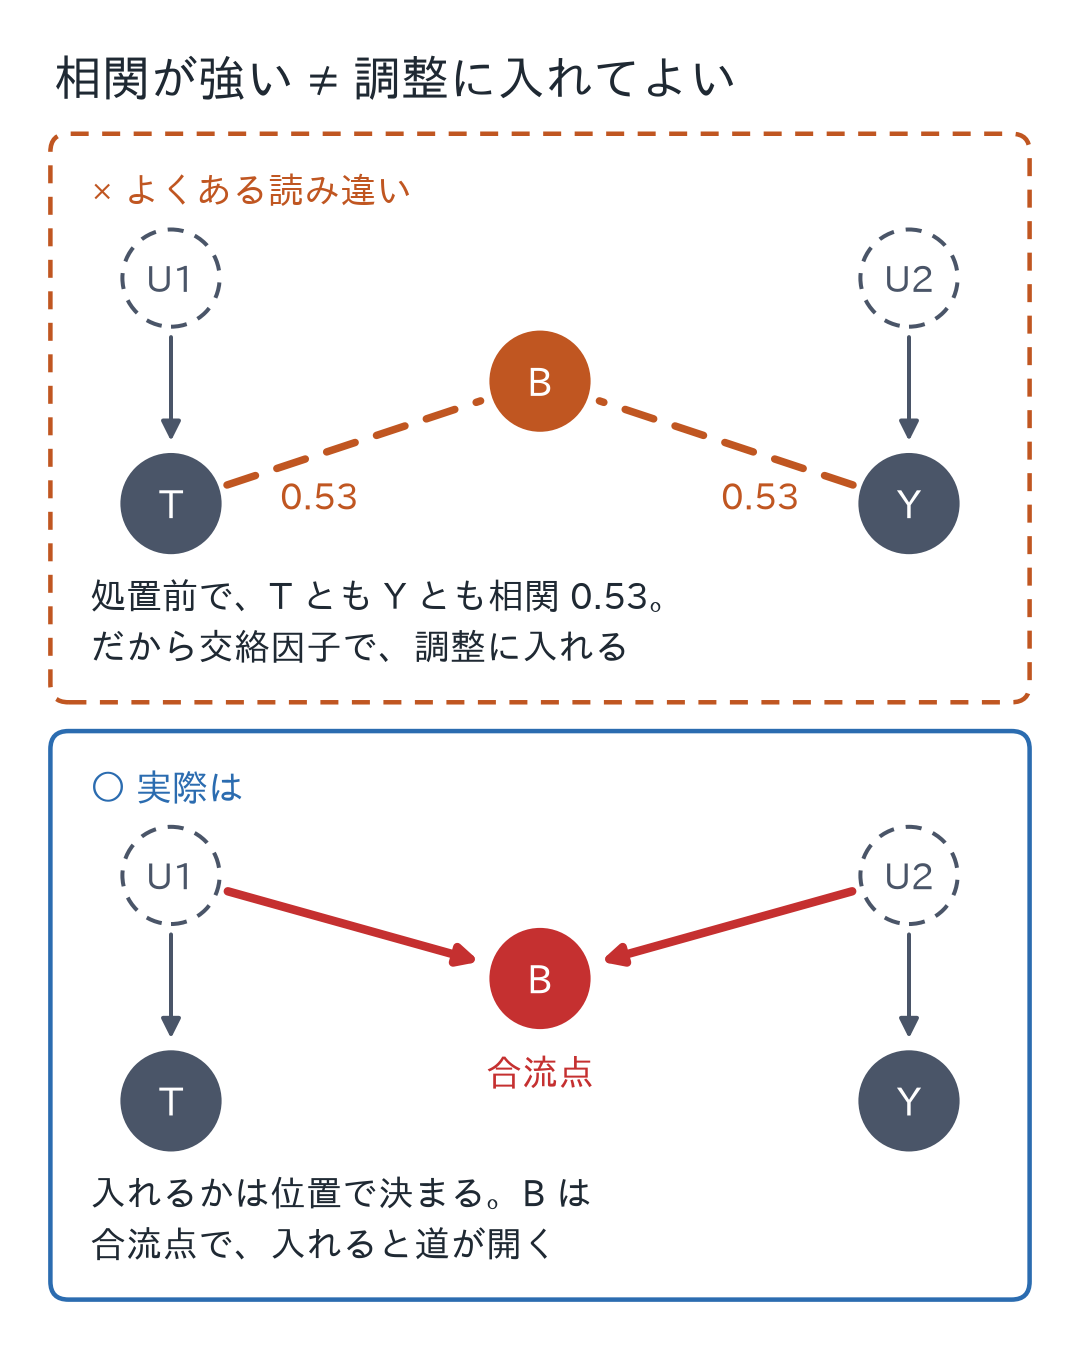 相関が強い ≠ 調整に入れてよい
× よくある読み違い
U1
U2
B
T
0.53
0.53
Y
処置前で、T とも Y とも相関 0.53。
だから交絡因子で、調整に入れる
○ 実際は
U1
U2
B
合流点
T
Y
入れるかは位置で決まる。B は
合流点で、入れると道が開く